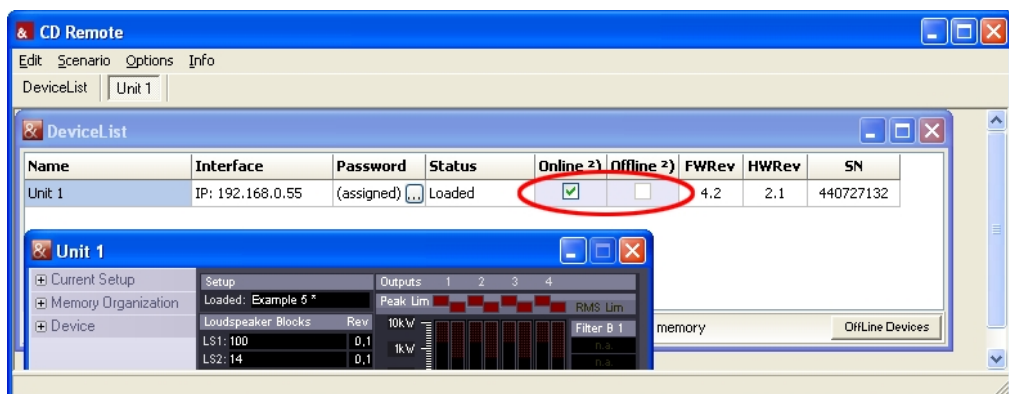 CD Remote
Edit Scenario Options Info
DeviceList Unit 1
DeviceList
Name Interface Password Status Online ²) Offline ²) FWRev HWRev SN
Unit 1 IP: 192.168.0.55 (assigned) ... Loaded 4.2 2.1 440727132
Unit 1
Current Setup
Memory Organization
Device
Setup
Loaded: Example 5 *
Loudspeaker Blocks Rev
LS1: 100 0,1
LS2: 14 0,1
Outputs 1 2 3 4
Peak Lim RMS Lim
10kW
1kW
Filter B 1
n.a.
n.a.
memory OffLine Devices